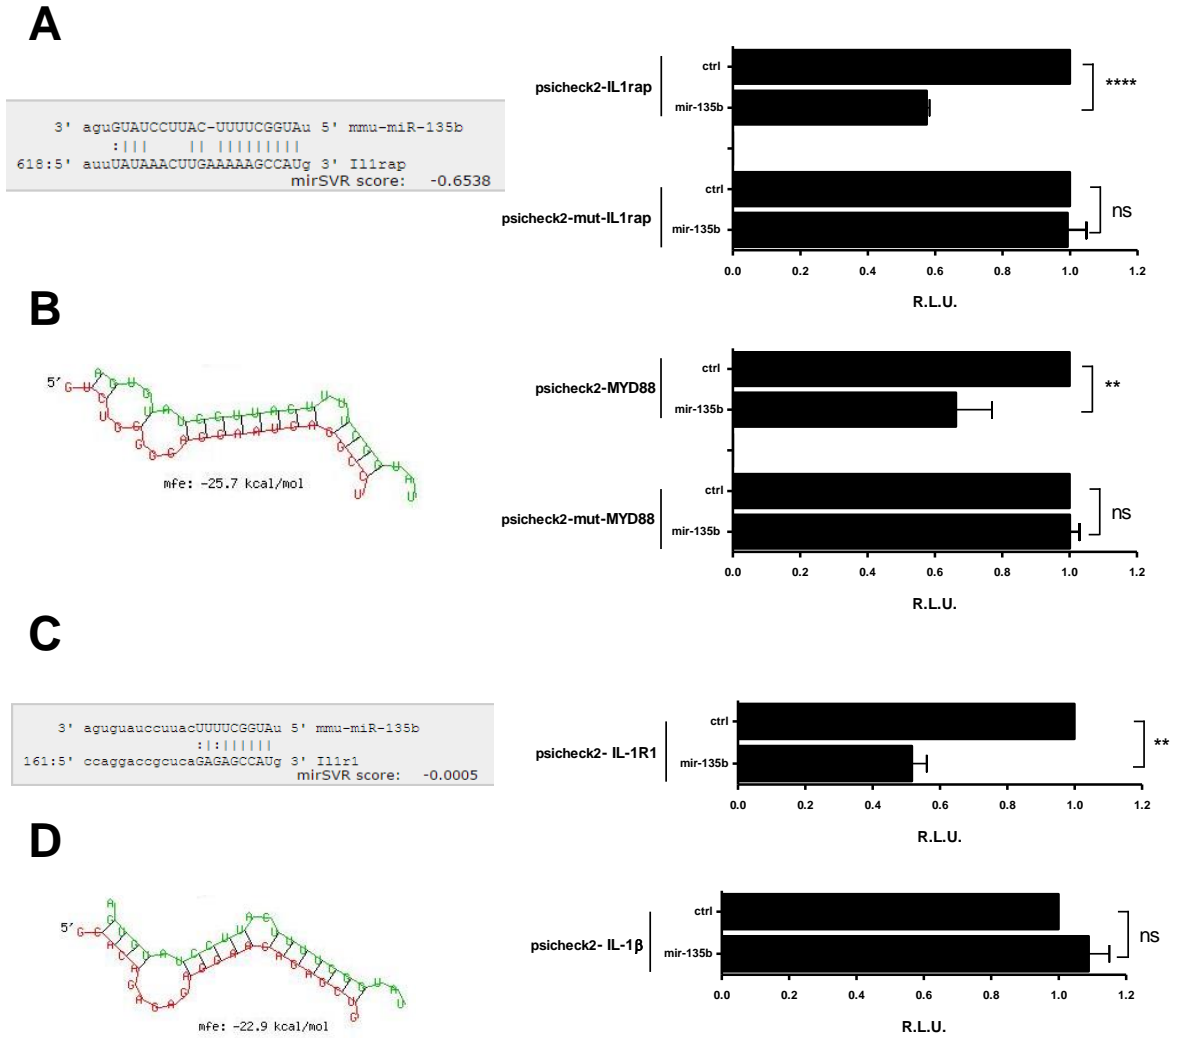 A
3' aguGUAUCCUUAC-UUUUCGGUAu 5' mmu-miR-135b
:||| || |||||||||
618:5' auuUAUAAACUUGAAAAAGCCAUg 3' Il1rap
mirSVR score: -0.6538
psicheck2-IL1rap
ctrl
mir-135b
****
psicheck2-mut-IL1rap
ctrl
mir-135b
ns
0.0 0.2 0.4 0.6 0.8 1.0 1.2
R.L.U.
B
5'
mfe: -25.7 kcal/mol
psicheck2-MYD88
ctrl
mir-135b
**
psicheck2-mut-MYD88
ctrl
mir-135b
ns
0.0 0.2 0.4 0.6 0.8 1.0 1.2
R.L.U.
C
3' aguguauccuuacUUUUCGGUAu 5' mmu-miR-135b
:|:||||||
161:5' ccaggaccgcucaGAGAGCCAUg 3' Il1r1
mirSVR score: -0.0005
psicheck2- IL-1R1
ctrl
mir-135b
**
0.0 0.2 0.4 0.6 0.8 1.0 1.2
R.L.U.
D
5'
mfe: -22.9 kcal/mol
psicheck2- IL-1β
ctrl
mir-135b
ns
0.0 0.2 0.4 0.6 0.8 1.0 1.2
R.L.U.